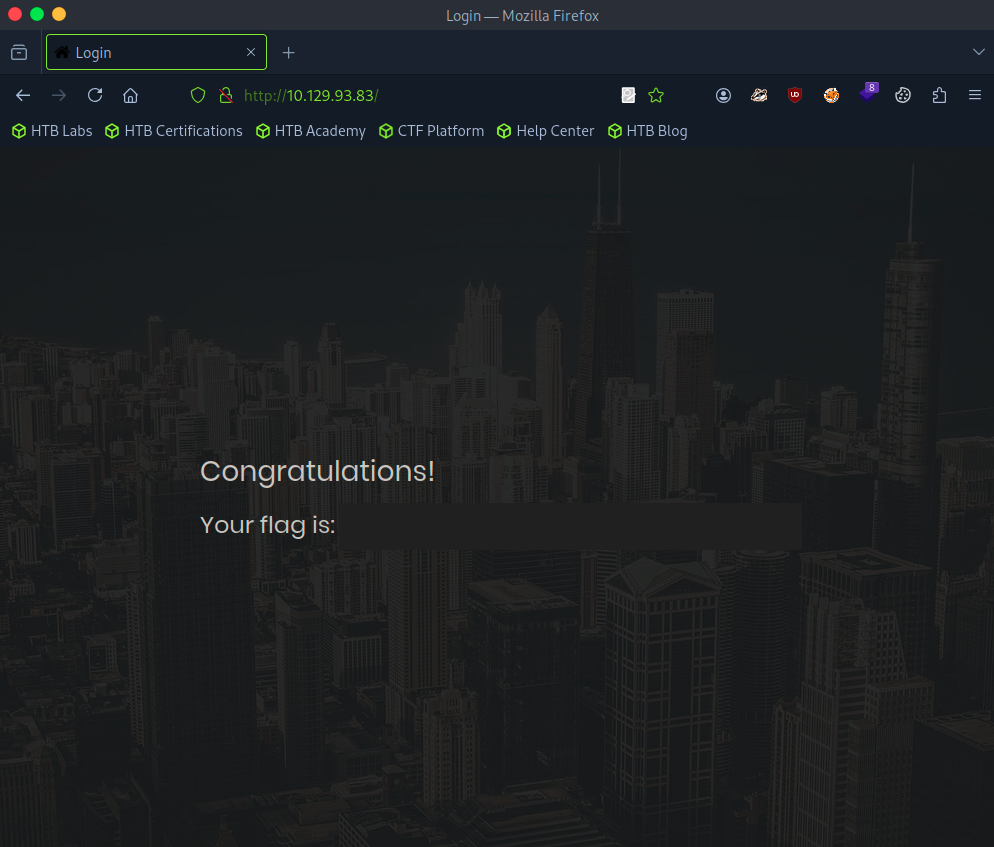 Login — Mozilla Firefox
Login
http://10.129.93.83/
8
HTB Labs HTB Certifications HTB Academy CTF Platform Help Center HTB Blog
Congratulations!
Your flag is: